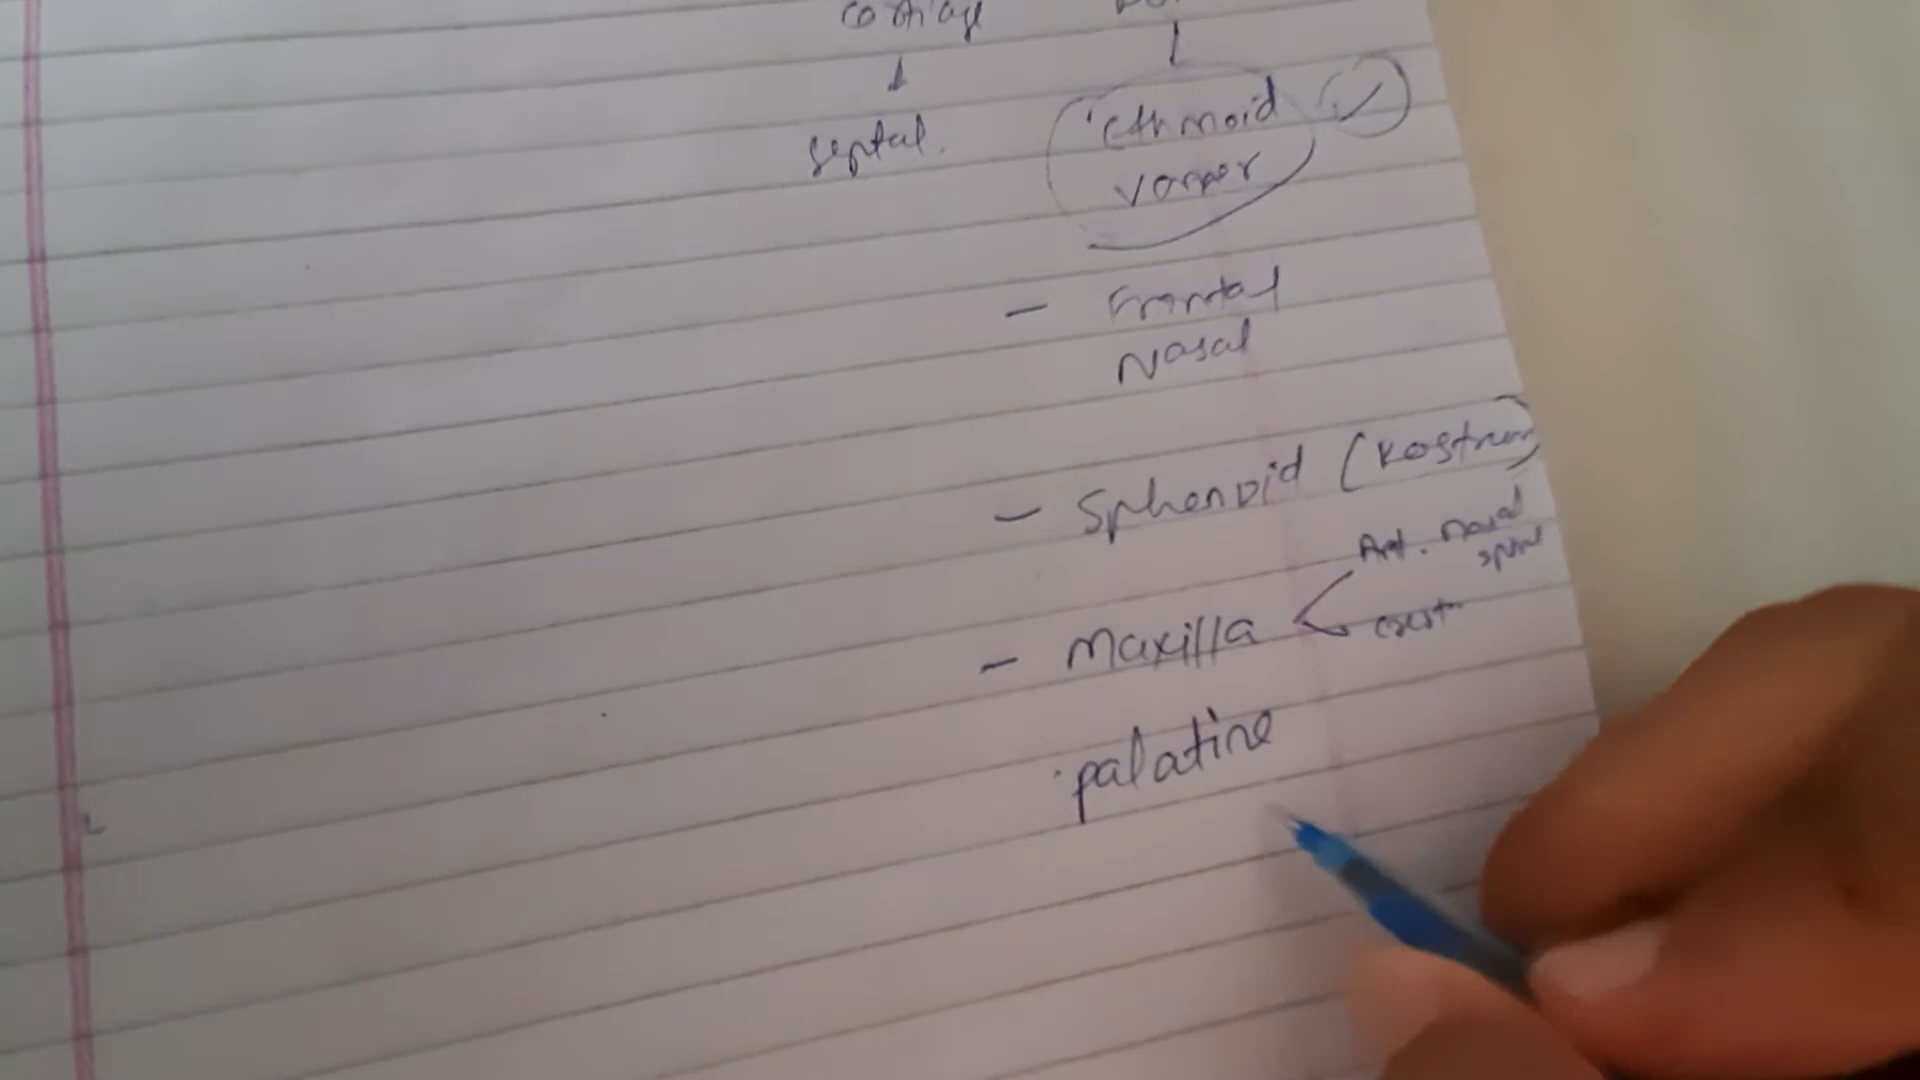 septal.
Ethmoid
vomer
- Frontal
Nasal
- Sphenoid (Rostrum)
Ant. nasal
spine
- Maxilla
crest
palatine